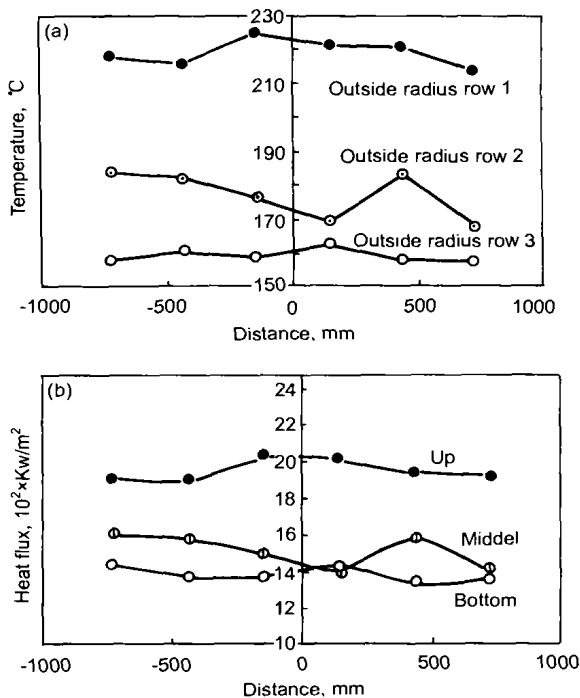 (a)
230
210
190
170
150
Temperature, ℃
Outside radius row 1
Outside radius row 2
Outside radius row 3
-1000
-500
0
500
1000
Distance, mm
(b)
24
22
20
18
16
14
12
10
Heat flux, 10²×Kw/m²
Up
Middel
Bottom
-1000
-500
0
500
1000
Distance, mm